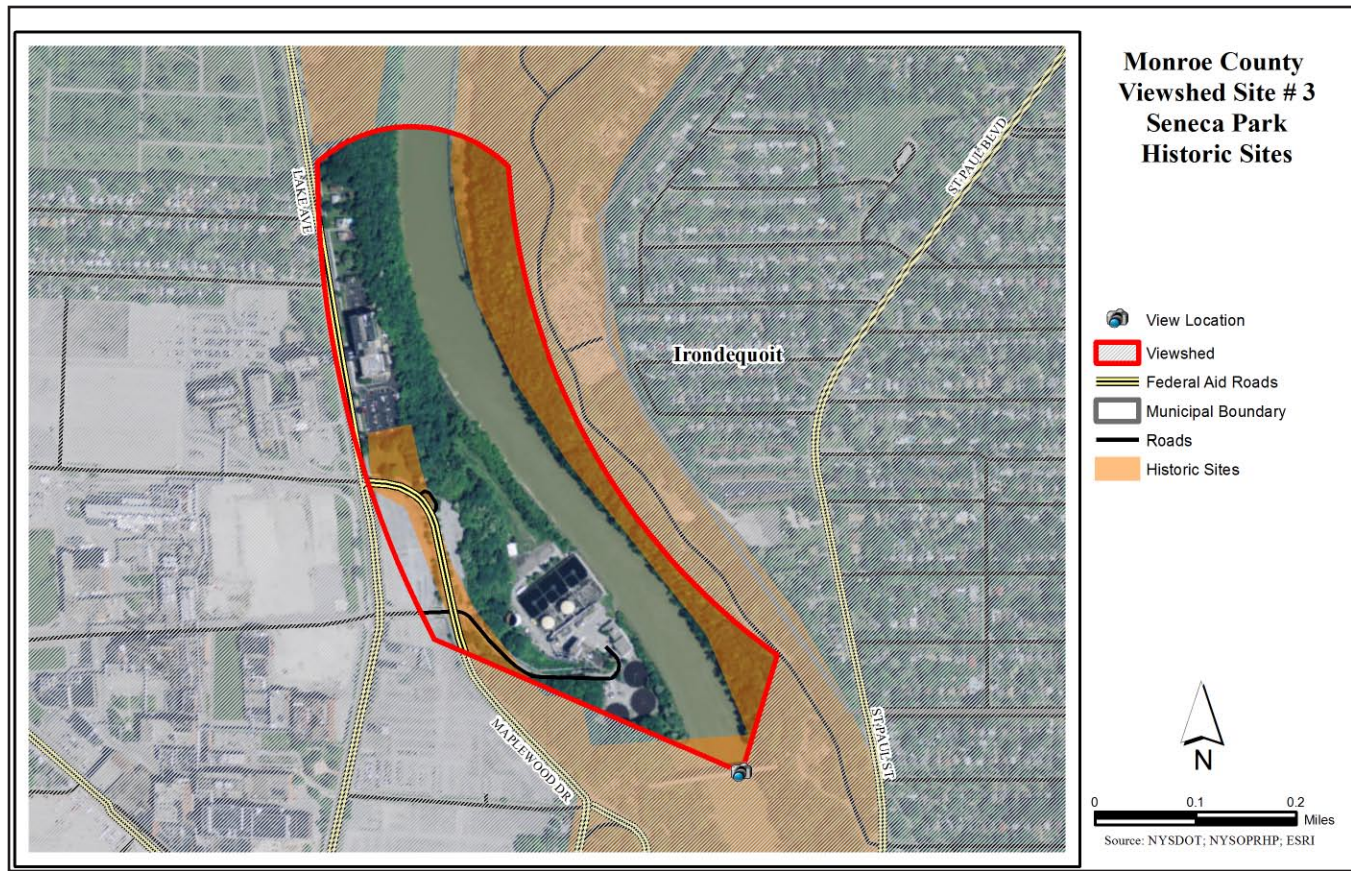 Monroe County
Viewshed Site # 3
Seneca Park
Historic Sites
LAKE AVE
ST PAUL BLVD
Irondequoit
ST PAUL ST
MAPLEWOOD DR
View Location
Viewshed
Federal Aid Roads
Municipal Boundary
Roads
Historic Sites
N
0 0.1 0.2
Miles
Source: NYSDOT; NYSOPRHP; ESRI